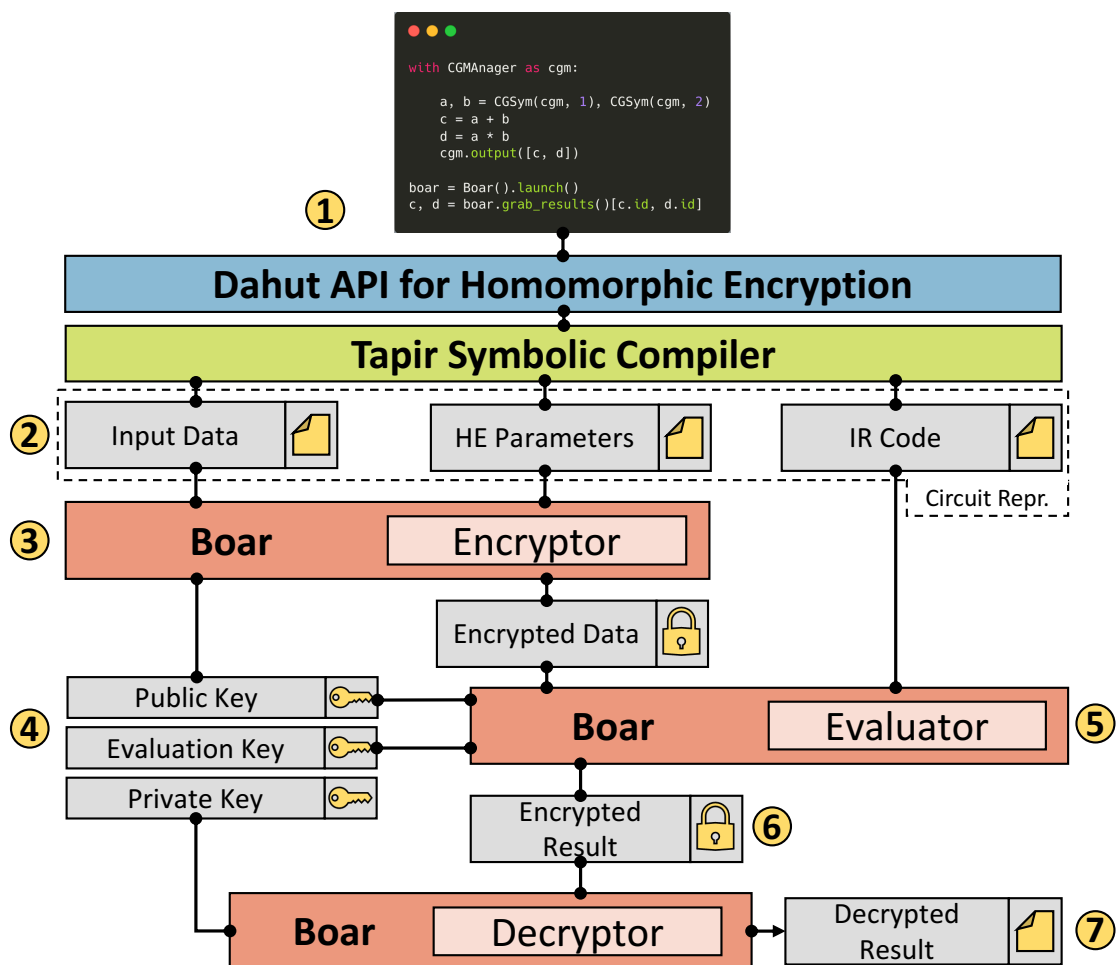 with CGMAnager as cgm:
a, b = CGSym(cgm, 1), CGSym(cgm, 2)
c = a + b
d = a * b
cgm.output([c, d])
boar = Boar().launch()
c, d = boar.grab_results()[c.id, d.id]
1
Dahut API for Homomorphic Encryption
Tapir Symbolic Compiler
2
Input Data
HE Parameters
IR Code
Circuit Repr.
3
Boar
Encryptor
Encrypted Data
4
Public Key
Evaluation Key
Private Key
Boar
Evaluator
5
Encrypted
Result
6
Boar
Decryptor
Decrypted
Result
7